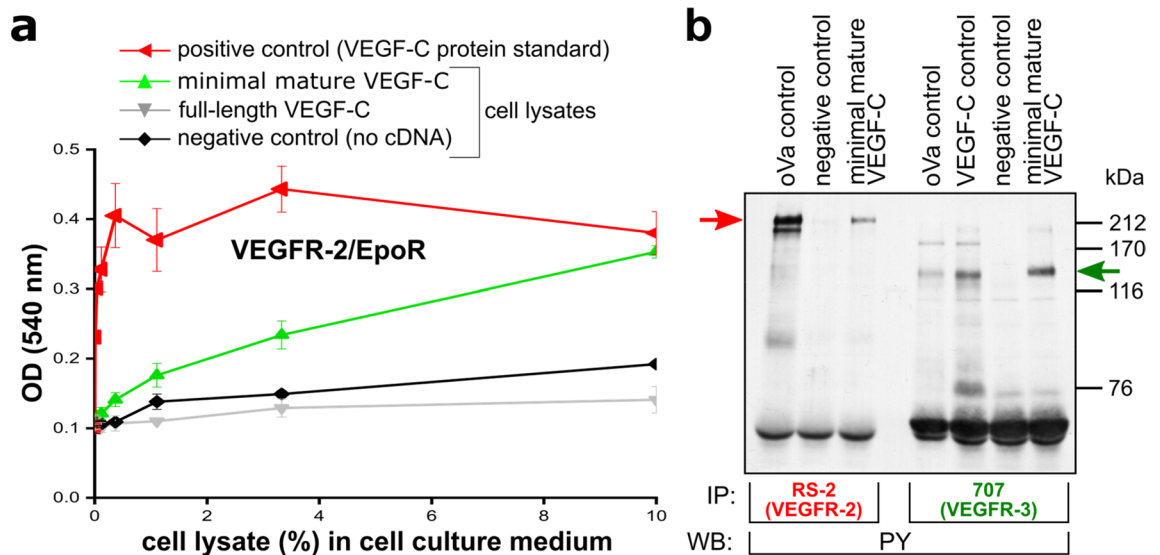 a
positive control (VEGF-C protein standard)
minimal mature VEGF-C
full-length VEGF-C
negative control (no cDNA)
cell lysates
0.5
0.4
0.3
0.2
0.1
0.0
OD (540 nm)
VEGFR-2/EpoR
0
2
4
6
8
10
cell lysate (%) in cell culture medium
b
oVa control
negative control
minimal mature
VEGF-C
oVa control
VEGF-C control
negative control
minimal mature
VEGF-C
kDa
212
170
116
76
IP:
RS-2
(VEGFR-2)
707
(VEGFR-3)
WB:
PY